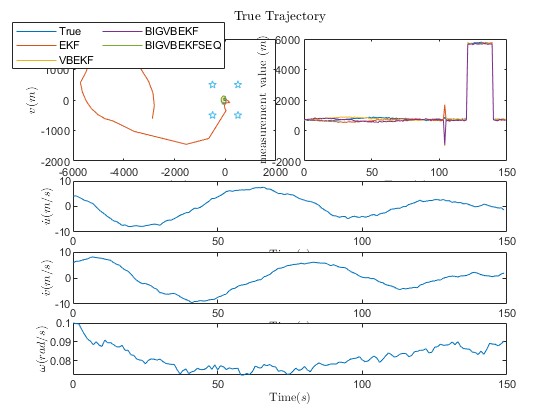 True Trajectory
True
EKF
VBEKF
BIGVBEKF
BIGVBEKFSEQ
v(m)
1000
0
-1000
-2000
-6000 -4000 -2000 0 2000
measurement value (m)
6000
4000
2000
0
-2000
0 50 100 150
u̇(m/s)
10
0
-10
0 50 100 150
Time(s)
v̇(m/s)
10
0
-10
0 50 100 150
ω(rad/s)
0.1
0.09
0.08
0 50 100 150
Time(s)